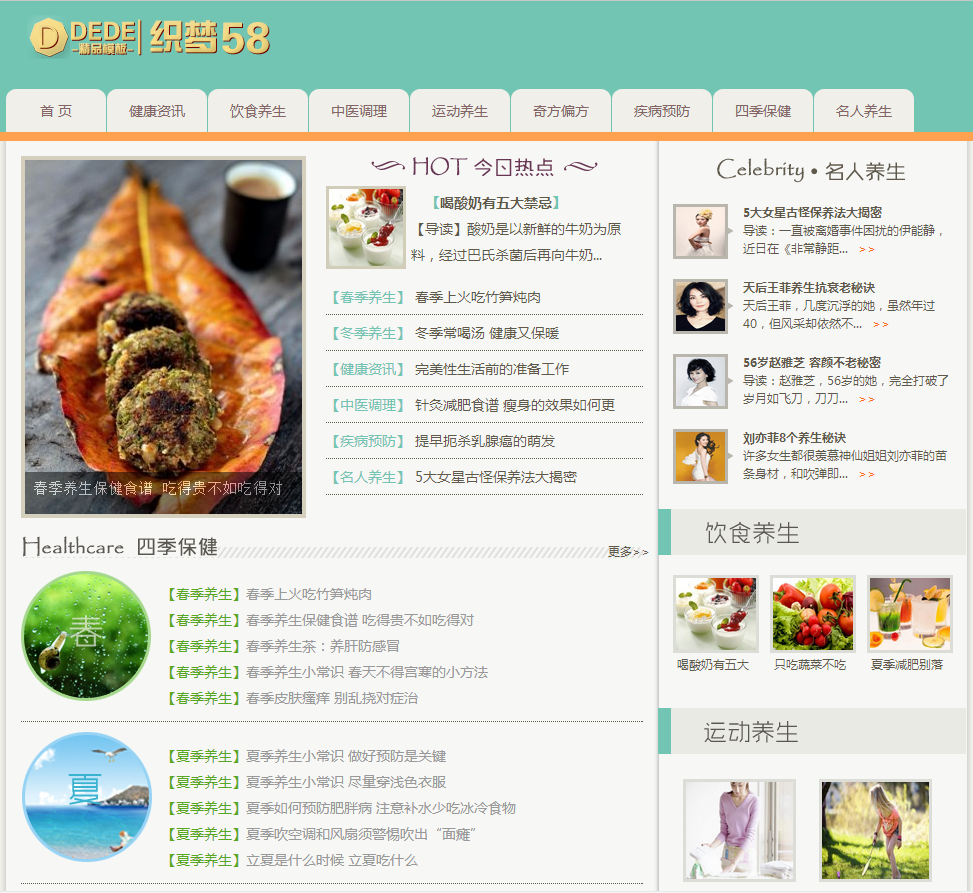 DEDE 织梦58
-精品模板-
首 页
健康资讯
饮食养生
中医调理
运动养生
奇方偏方
疾病预防
四季保健
名人养生
春季养生保健食谱 吃得贵不如吃得对
HOT 今日热点
【喝酸奶有五大禁忌】
【导读】酸奶是以新鲜的牛奶为原
料，经过巴氏杀菌后再向牛奶...
【春季养生】 春季上火吃竹笋炖肉
【冬季养生】 冬季常喝汤 健康又保暖
【健康资讯】 完美性生活前的准备工作
【中医调理】 针灸减肥食谱 瘦身的效果如何更
【疾病预防】 提早扼杀乳腺癌的萌发
【名人养生】 5大女星古怪保养法大揭密
Healthcare 四季保健
更多>>
春
【春季养生】春季上火吃竹笋炖肉
【春季养生】春季养生保健食谱 吃得贵不如吃得对
【春季养生】春季养生茶：养肝防感冒
【春季养生】春季养生小常识 春天不得宫寒的小方法
【春季养生】春季皮肤瘙痒 别乱挠对症治
夏
【夏季养生】夏季养生小常识 做好预防是关键
【夏季养生】夏季养生小常识 尽量穿浅色衣服
【夏季养生】夏季如何预防肥胖病 注意补水少吃冰冷食物
【夏季养生】夏季吹空调和风扇须警惕吹出“面瘫”
【夏季养生】立夏是什么时候 立夏吃什么
Celebrity • 名人养生
5大女星古怪保养法大揭密
导读：一直被离婚事件困扰的伊能静，
近日在《非常静距... >>
天后王菲养生抗衰老秘诀
天后王菲，几度沉浮的她，虽然年过
40，但风采却依然不... >>
56岁赵雅芝 容颜不老秘密
导读：赵雅芝，56岁的她，完全打破了
岁月如飞刀，刀刀... >>
刘亦菲8个养生秘诀
许多女生都很羡慕神仙姐姐刘亦菲的苗
条身材，和吹弹即... >>
饮食养生
喝酸奶有五大
只吃蔬菜不吃
夏季减肥别落
运动养生